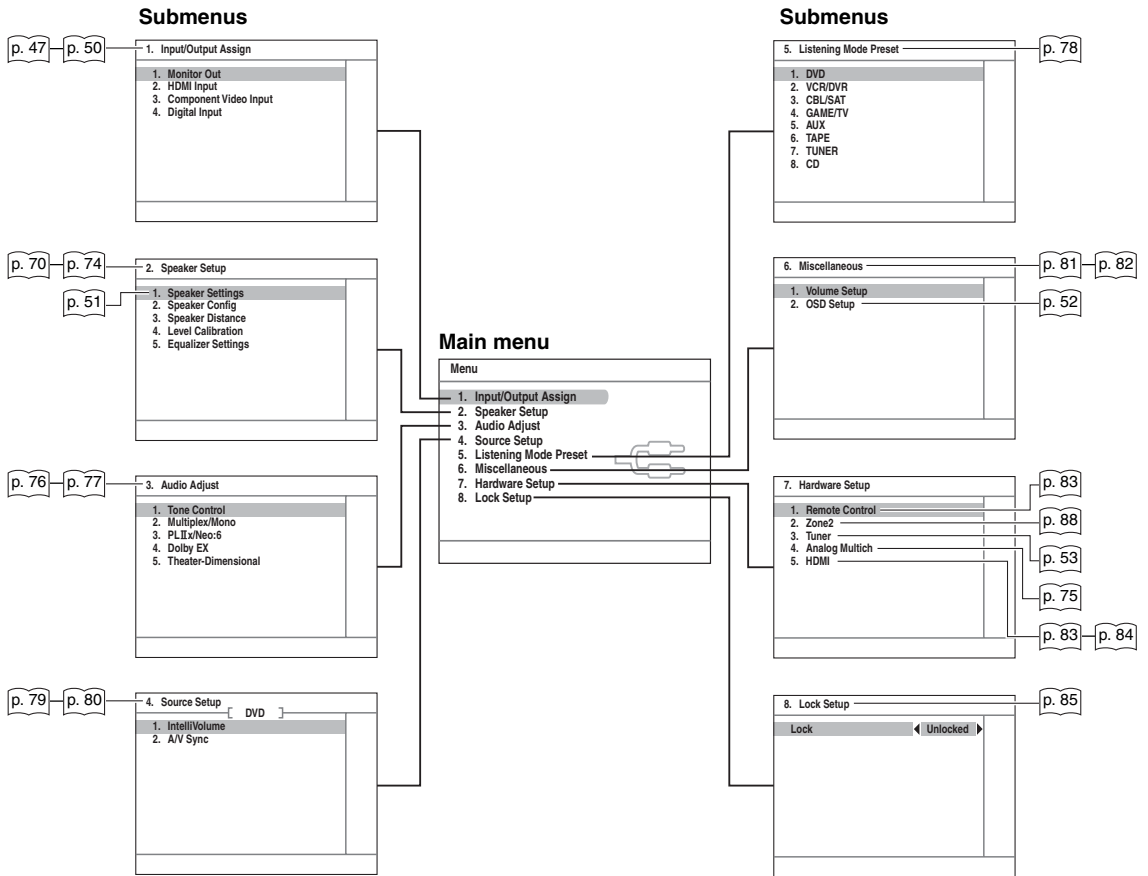 Submenus
p. 47 p. 50
1. Input/Output Assign
1. Monitor Out
2. HDMI Input
3. Component Video Input
4. Digital Input
p. 70 p. 74
2. Speaker Setup
p. 51
1. Speaker Settings
2. Speaker Config
3. Speaker Distance
4. Level Calibration
5. Equalizer Settings
p. 76 p. 77
3. Audio Adjust
1. Tone Control
2. Multiplex/Mono
3. PLⅡx/Neo:6
4. Dolby EX
5. Theater-Dimensional
p. 79 p. 80
4. Source Setup
DVD
1. IntelliVolume
2. A/V Sync
Main menu
Menu
1. Input/Output Assign
2. Speaker Setup
3. Audio Adjust
4. Source Setup
5. Listening Mode Preset
6. Miscellaneous
7. Hardware Setup
8. Lock Setup
Submenus
5. Listening Mode Preset
p. 78
1. DVD
2. VCR/DVR
3. CBL/SAT
4. GAME/TV
5. AUX
6. TAPE
7. TUNER
8. CD
6. Miscellaneous
p. 81 p. 82
1. Volume Setup
2. OSD Setup
p. 52
7. Hardware Setup
1. Remote Control
p. 83
2. Zone2
p. 88
3. Tuner
p. 53
4. Analog Multich
p. 75
5. HDMI
p. 83 p. 84
8. Lock Setup
p. 85
Lock Unlocked